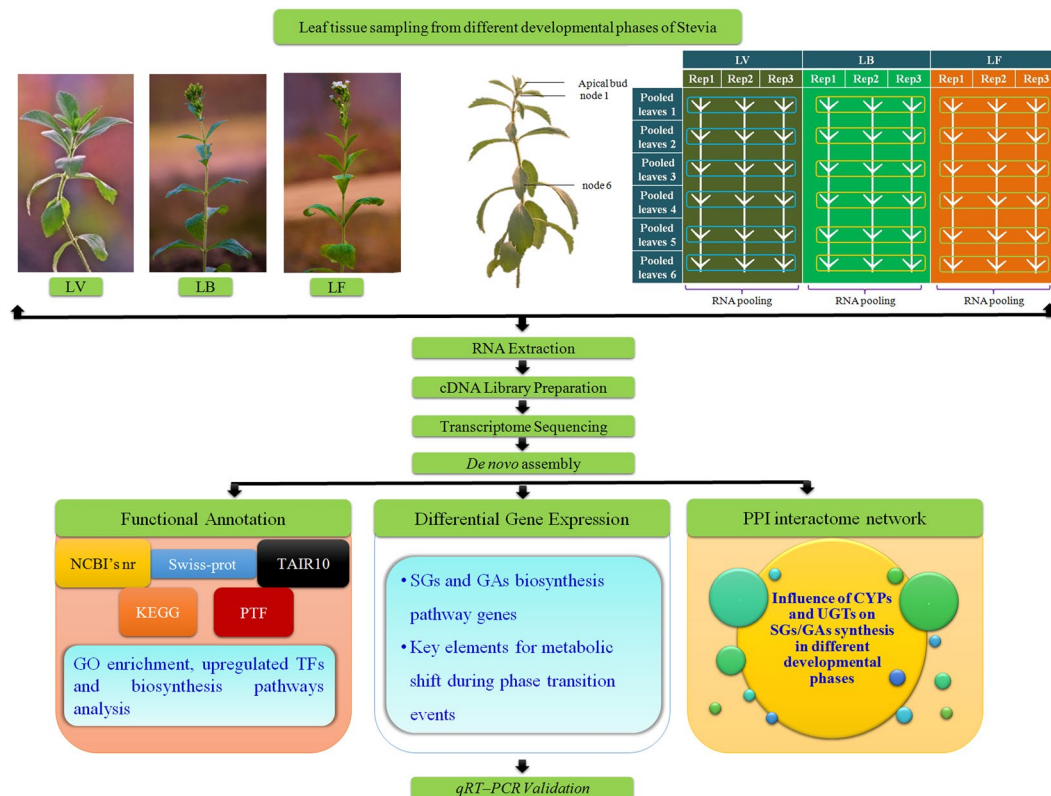 Leaf tissue sampling from different developmental phases of Stevia
LV
LB
LF
Apical bud
node 1
node 6
LV LB LF
Rep1 Rep2 Rep3 Rep1 Rep2 Rep3 Rep1 Rep2 Rep3
Pooled
leaves 1
Pooled
leaves 2
Pooled
leaves 3
Pooled
leaves 4
Pooled
leaves 5
Pooled
leaves 6
RNA pooling RNA pooling RNA pooling
RNA Extraction
cDNA Library Preparation
Transcriptome Sequencing
De novo assembly
Functional Annotation
NCBI's nr
Swiss-prot
TAIR10
KEGG
PTF
GO enrichment, upregulated TFs
and biosynthesis pathways
analysis
Differential Gene Expression
• SGs and GAs biosynthesis
pathway genes
• Key elements for metabolic
shift during phase transition
events
PPI interactome network
Influence of CYPs
and UGTs on
SGs/GAs synthesis
in different
developmental
phases
qRT–PCR Validation